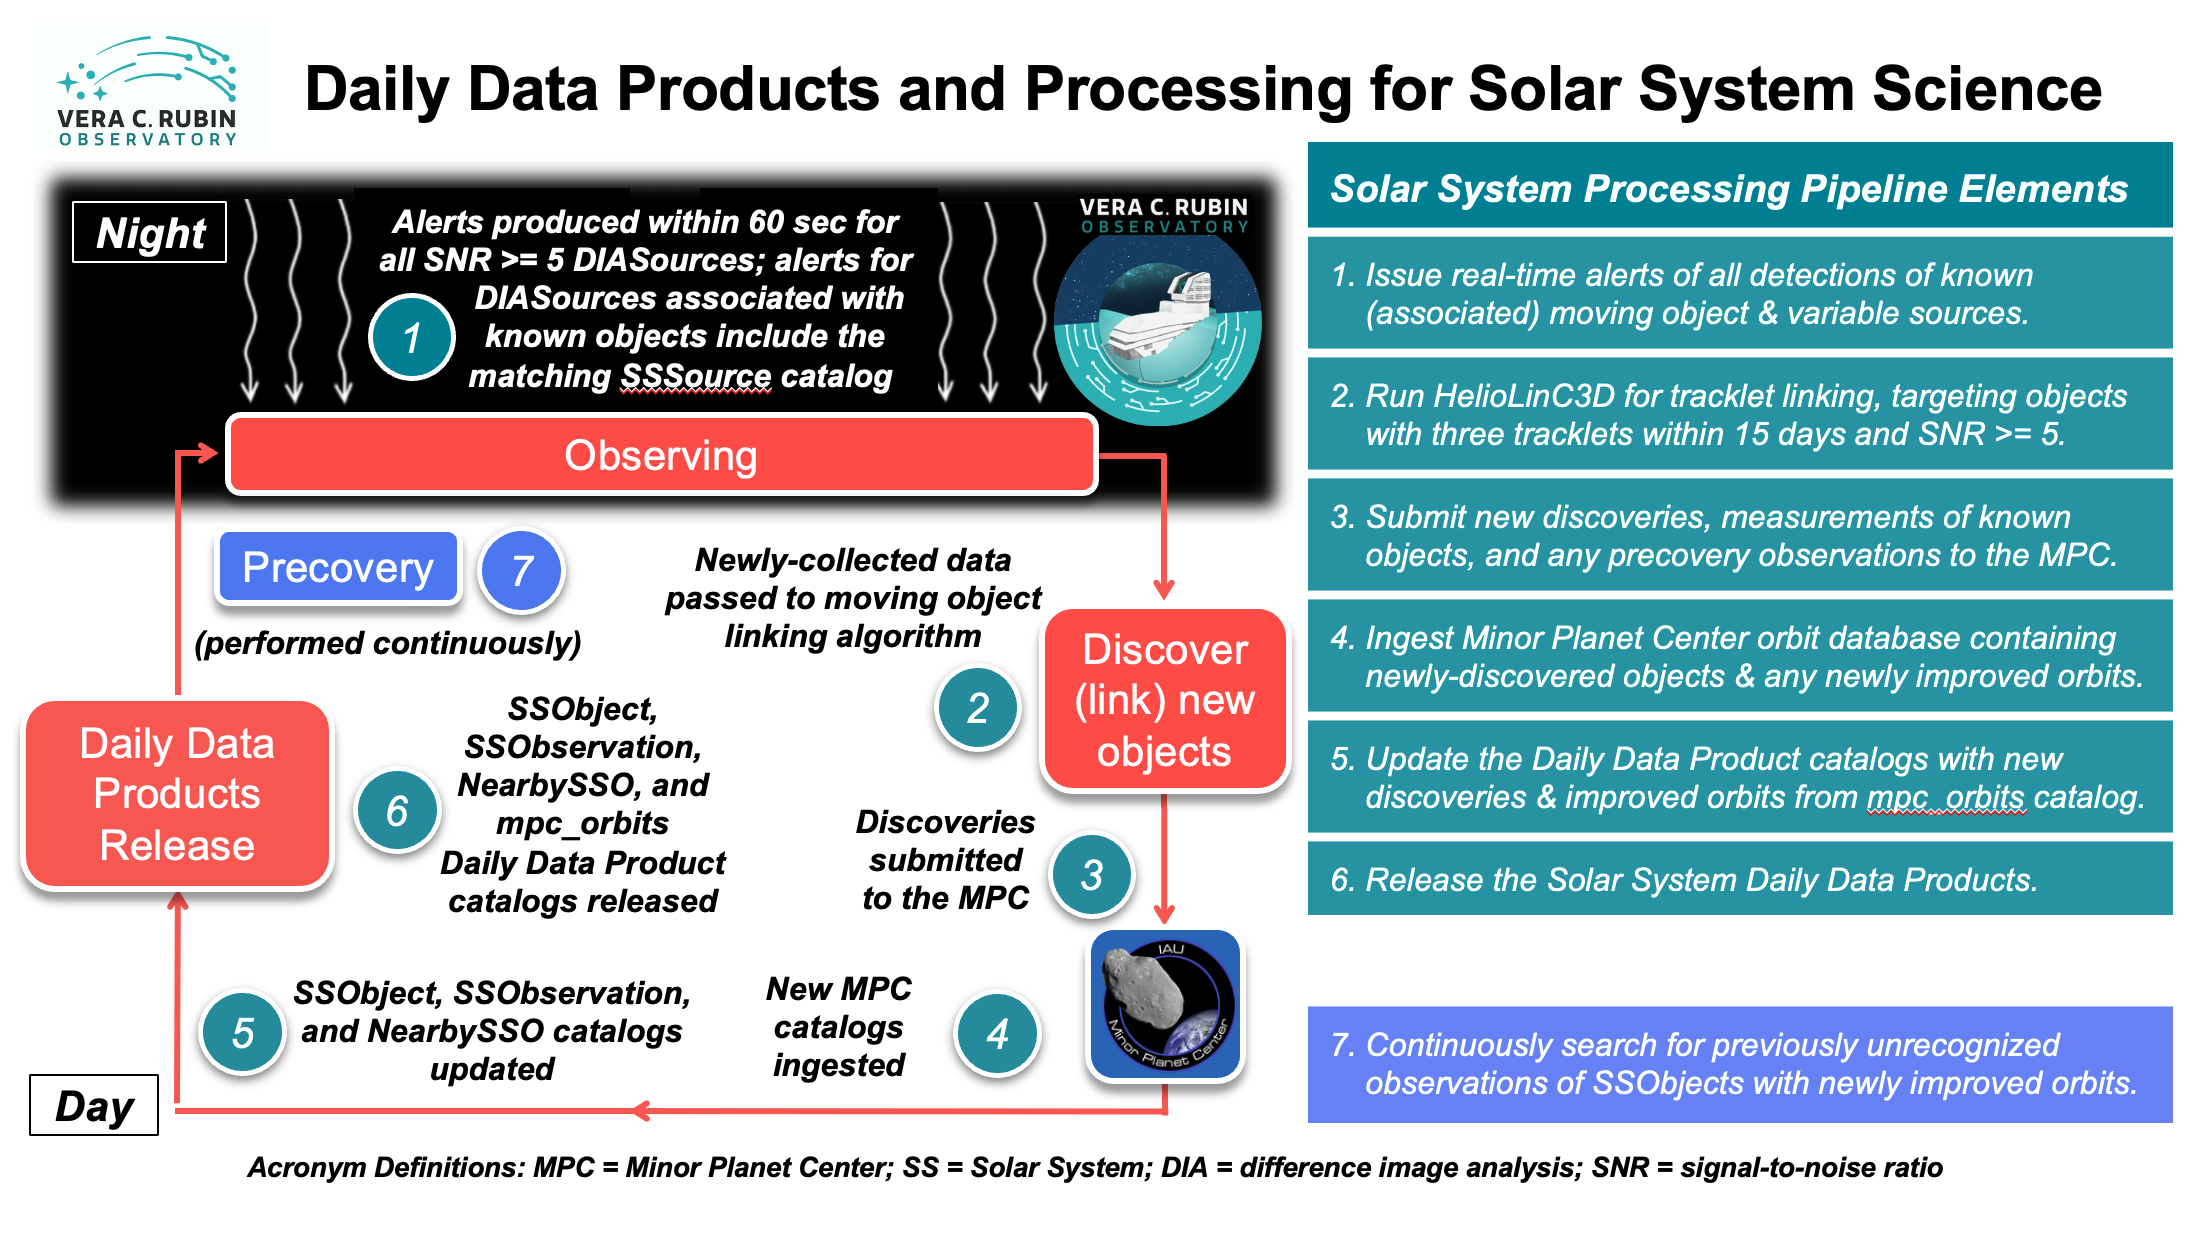 VERA C. RUBIN
OBSERVATORY
Daily Data Products and Processing for Solar System Science
Night
Alerts produced within 60 sec for
all SNR >= 5 DIASources; alerts for
DIASources associated with
known objects include the
matching SSSource catalog
1
VERA C. RUBIN
OBSERVATORY
Observing
Precovery
7
(performed continuously)
Newly-collected data
passed to moving object
linking algorithm
2
Discover
(link) new
objects
Daily Data
Products
Release
6
SSObject,
SSObservation,
NearbySSO, and
mpc_orbits
Daily Data Product
catalogs released
Discoveries
submitted
to the MPC
3
IAU
Minor Planet Center
5
SSObject, SSObservation,
and NearbySSO catalogs
updated
New MPC
catalogs
ingested
4
Day
Solar System Processing Pipeline Elements
1. Issue real-time alerts of all detections of known
(associated) moving object & variable sources.
2. Run HelioLinC3D for tracklet linking, targeting objects
with three tracklets within 15 days and SNR >= 5.
3. Submit new discoveries, measurements of known
objects, and any precovery observations to the MPC.
4. Ingest Minor Planet Center orbit database containing
newly-discovered objects & any newly improved orbits.
5. Update the Daily Data Product catalogs with new
discoveries & improved orbits from mpc_orbits catalog.
6. Release the Solar System Daily Data Products.
7. Continuously search for previously unrecognized
observations of SSObjects with newly improved orbits.
Acronym Definitions: MPC = Minor Planet Center; SS = Solar System; DIA = difference image analysis; SNR = signal-to-noise ratio